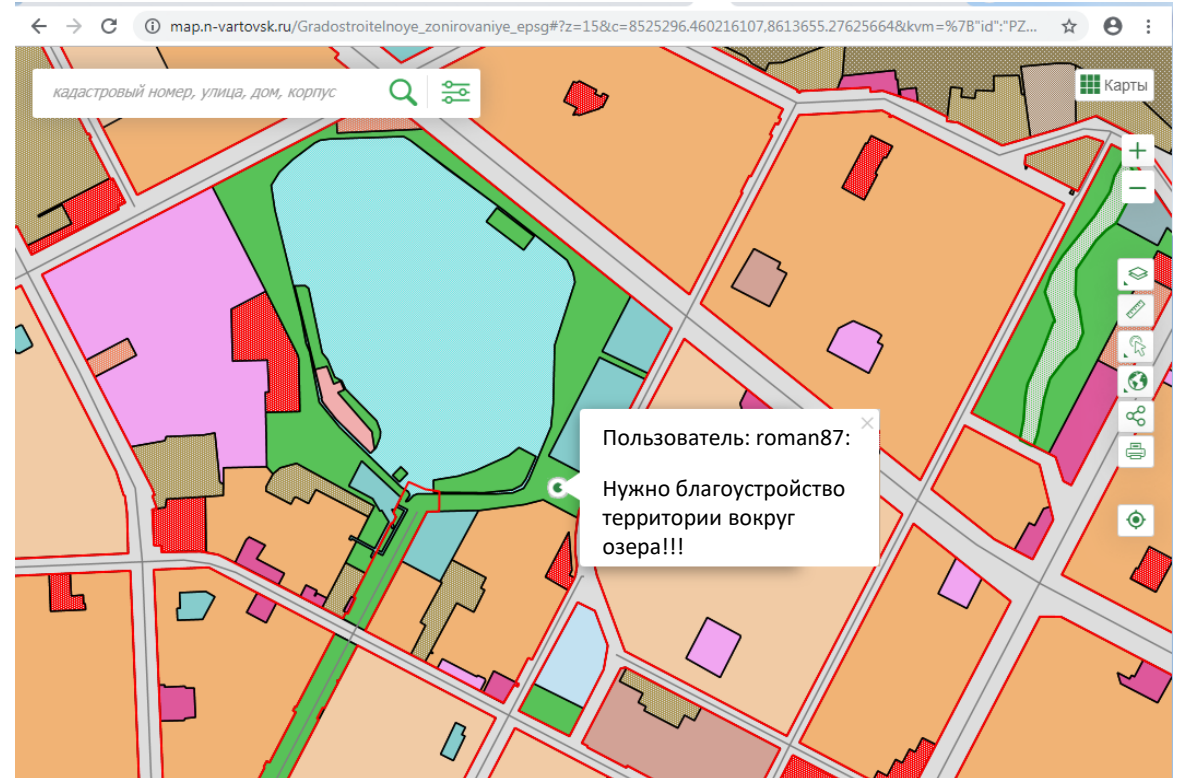 map.n-vartovsk.ru/Gradostroitelnoye_zonirovaniye_epsg#?z=15&c=8525296.460216107,8613655.27625664&kvm=%7B"id":"PZ...
кадастровый номер, улица, дом, корпус
Карты
Пользователь: roman87:
Нужно благоустройство
территории вокруг
озера!!!